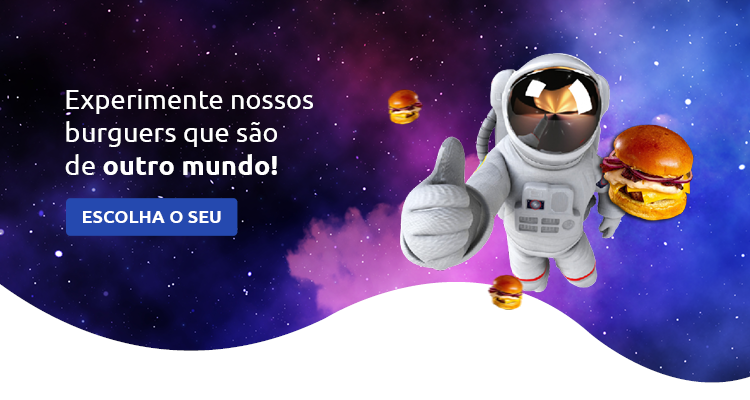 Experimente nossos
burguers que são
de outro mundo!
ESCOLHA O SEU